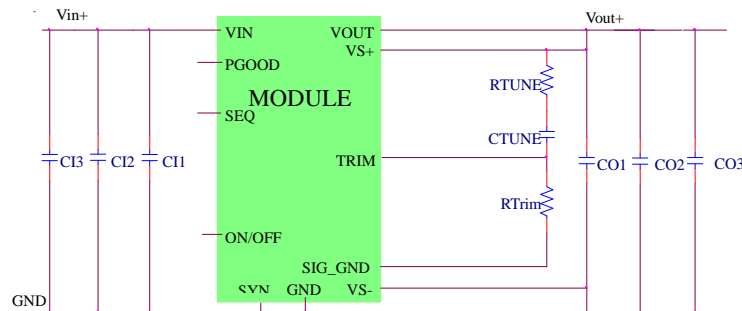 Vin+
Vout+
VIN
VOUT
VS+
PGOOD
RTUNE
MODULE
SEQ
CTUNE
CI3
CI2
CI1
TRIM
CO1
CO2
CO3
RTrim
ON/OFF
SIG_GND
GND
SYN
GND
VS-